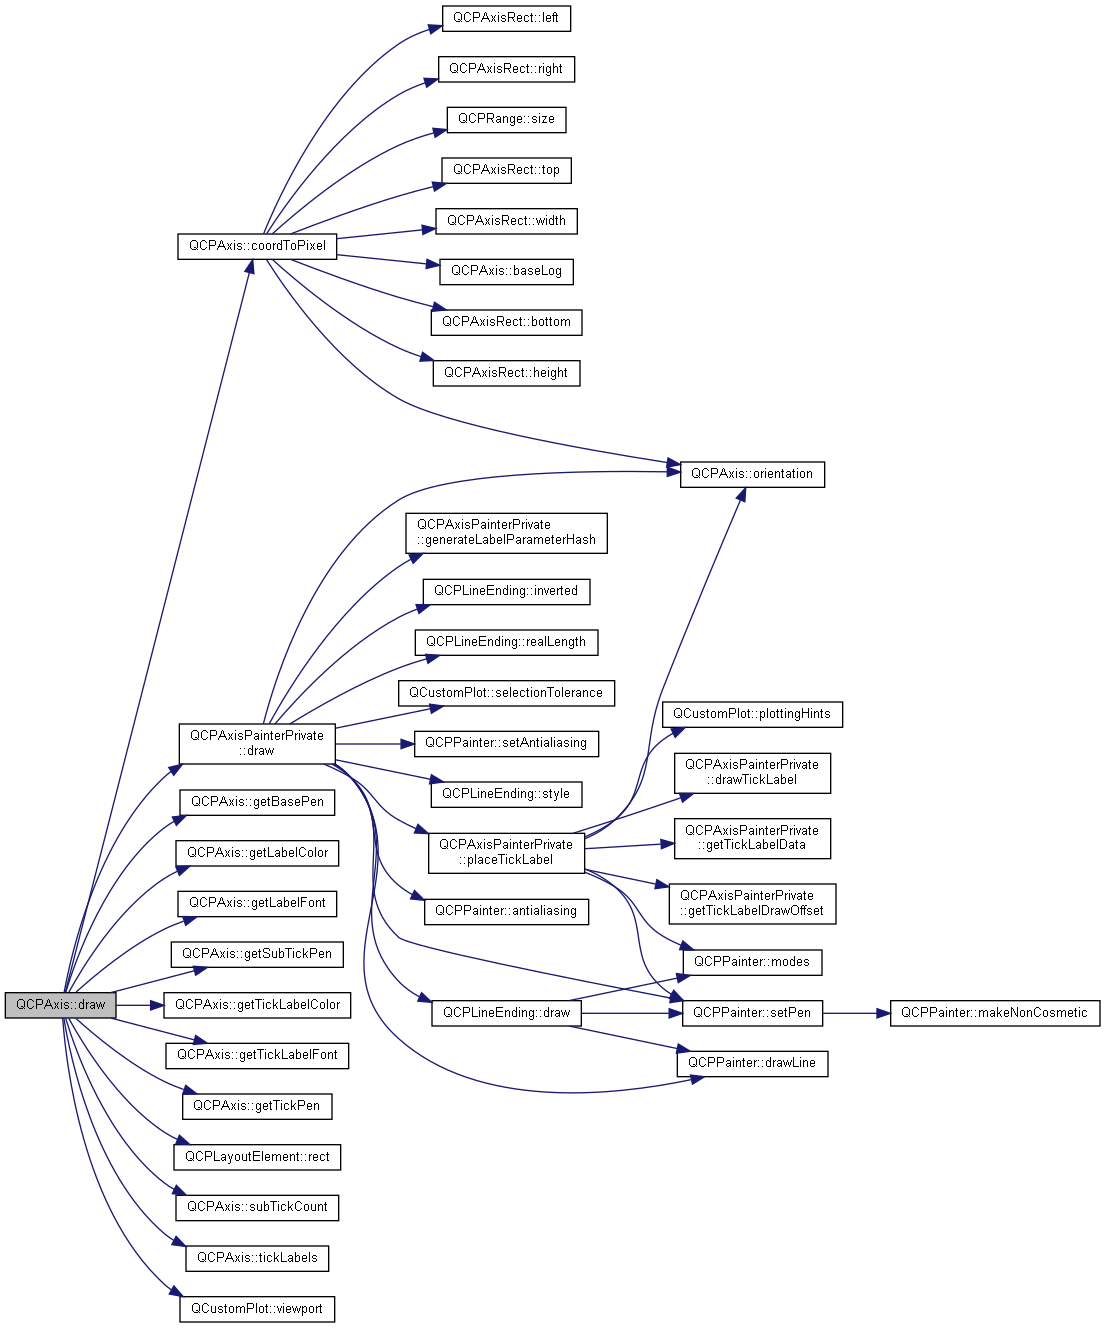 QCPAxisRect::left
QCPAxisRect::right
QCPRange::size
QCPAxisRect::top
QCPAxisRect::width
QCPAxis::coordToPixel
QCPAxis::baseLog
QCPAxisRect::bottom
QCPAxisRect::height
QCPAxis::orientation
QCPAxisPainterPrivate
::generateLabelParameterHash
QCPLineEnding::inverted
QCPLineEnding::realLength
QCustomPlot::selectionTolerance
QCustomPlot::plottingHints
QCPAxisPainterPrivate
::draw
QCPPainter::setAntialiasing
QCPAxisPainterPrivate
::drawTickLabel
QCPLineEnding::style
QCPAxis::getBasePen
QCPAxisPainterPrivate
::getTickLabelData
QCPAxis::getLabelColor
QCPAxisPainterPrivate
::placeTickLabel
QCPAxis::getLabelFont
QCPPainter::antialiasing
QCPAxisPainterPrivate
::getTickLabelDrawOffset
QCPAxis::getSubTickPen
QCPPainter::modes
QCPAxis::draw
QCPAxis::getTickLabelColor
QCPLineEnding::draw
QCPPainter::setPen
QCPPainter::makeNonCosmetic
QCPAxis::getTickLabelFont
QCPPainter::drawLine
QCPAxis::getTickPen
QCPLayoutElement::rect
QCPAxis::subTickCount
QCPAxis::tickLabels
QCustomPlot::viewport